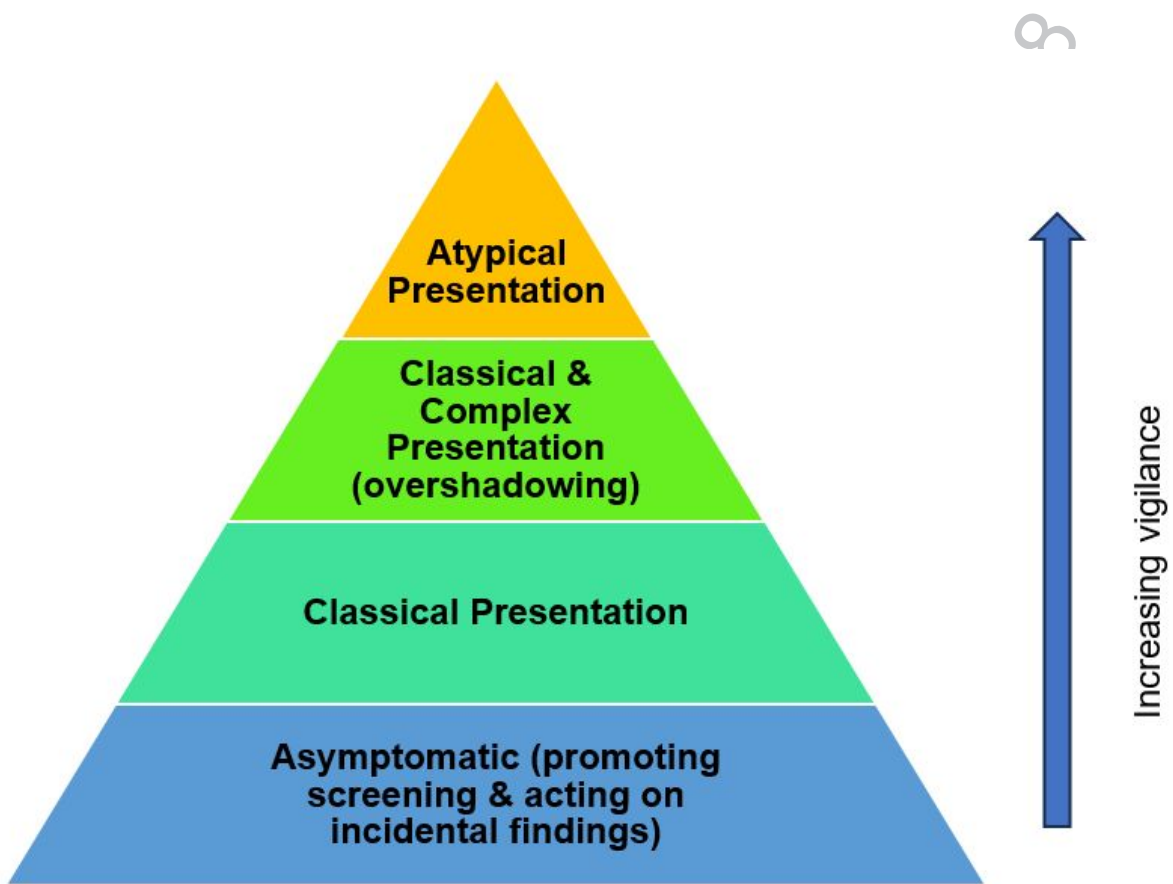 Atypical
Presentation
Classical &
Complex
Presentation
(overshadowing)
Classical Presentation
Asymptomatic (promoting
screening & acting on
incidental findings)
Increasing vigilance